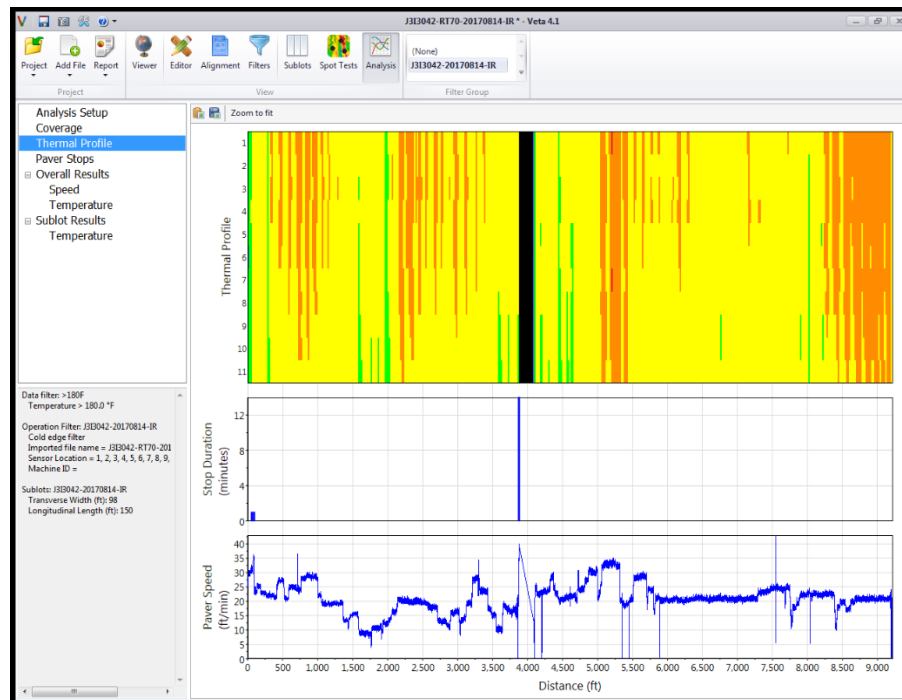 J3I3042-RT70-20170814-IR * - Veta 4.1
Project Add File Report Viewer Editor Alignment Filters Sublots Spot Tests Analysis
(None)
J3I3042-20170814-IR
Project View Filter Group
Analysis Setup
Coverage
Thermal Profile
Paver Stops
Overall Results
Speed
Temperature
Sublot Results
Temperature
Data filter: >180F
Temperature > 180.0 °F
Operation Filter: J3I3042-20170814-IR
Cold edge filter
Imported file name = J3I3042-RT70-201
Sensor Location = 1, 2, 3, 4, 5, 6, 7, 8, 9,
Machine ID =
Sublots: J3I3042-20170814-IR
Transverse Width (ft): 98
Longitudinal Length (ft): 150
Zoom to fit
Thermal Profile
1
2
3
4
5
6
7
8
9
10
11
Stop Duration
(minutes)
12
8
4
0
Paver Speed
(ft/min)
40
35
30
25
20
15
10
5
0
0 500 1,000 1,500 2,000 2,500 3,000 3,500 4,000 4,500 5,000 5,500 6,000 6,500 7,000 7,500 8,000 8,500 9,000
Distance (ft)